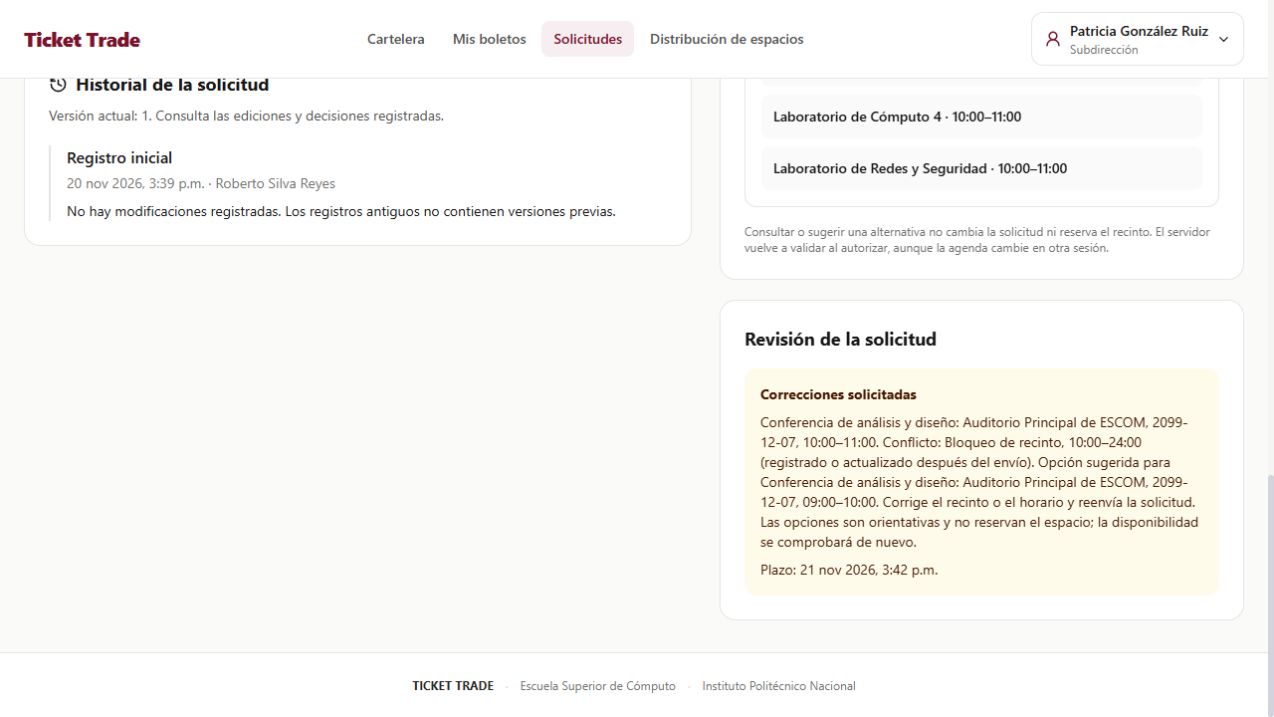 Ticket Trade
Cartelera
Mis boletos
Solicitudes
Distribución de espacios
Patricia González Ruiz
Subdirección
Historial de la solicitud
Versión actual: 1. Consulta las ediciones y decisiones registradas.
Registro inicial
20 nov 2026, 3:39 p.m. · Roberto Silva Reyes
No hay modificaciones registradas. Los registros antiguos no contienen versiones previas.
Laboratorio de Cómputo 4 · 10:00–11:00
Laboratorio de Redes y Seguridad · 10:00–11:00
Consultar o sugerir una alternativa no cambia la solicitud ni reserva el recinto. El servidor
vuelve a validar al autorizar, aunque la agenda cambie en otra sesión.
Revisión de la solicitud
Correcciones solicitadas
Conferencia de análisis y diseño: Auditorio Principal de ESCOM, 2099-
12-07, 10:00–11:00. Conflicto: Bloqueo de recinto, 10:00–24:00
(registrado o actualizado después del envío). Opción sugerida para
Conferencia de análisis y diseño: Auditorio Principal de ESCOM, 2099-
12-07, 09:00–10:00. Corrige el recinto o el horario y reenvía la solicitud.
Las opciones son orientativas y no reservan el espacio; la disponibilidad
se comprobará de nuevo.
Plazo: 21 nov 2026, 3:42 p.m.
TICKET TRADE · Escuela Superior de Cómputo · Instituto Politécnico Nacional